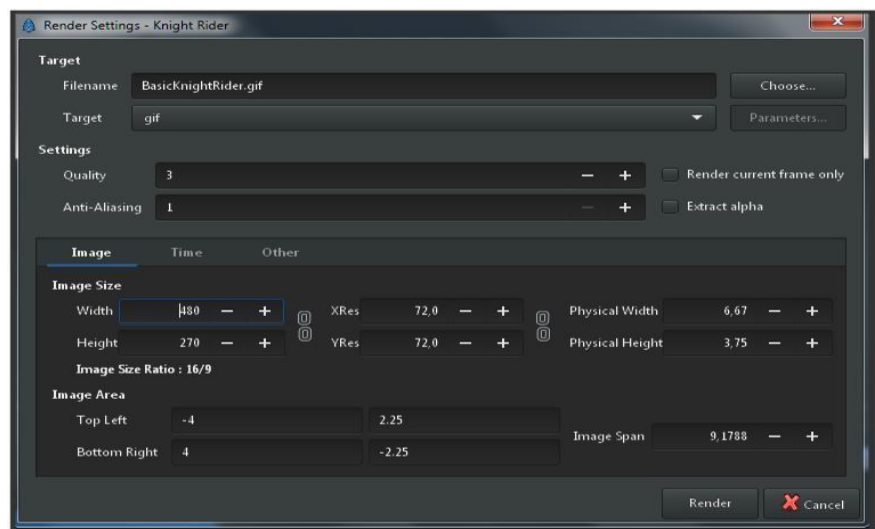 Render Settings - Knight Rider
Target
Filename BasicKnightRider.gif Choose...
Target gif Parameters...
Settings
Quality 3 Render current frame only
Anti-Aliasing 1 Extract alpha
Image Time Other
Image Size
Width 480 XRes 72,0 Physical Width 6,67
Height 270 YRes 72,0 Physical Height 3,75
Image Size Ratio : 16/9
Image Area
Top Left -4 2.25
Image Span 9,1788
Bottom Right 4 -2.25
Render Cancel